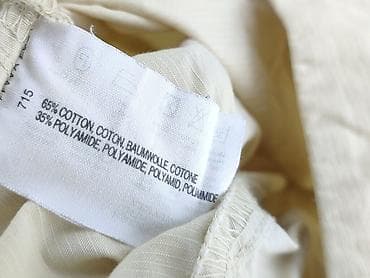 715
65% COTTON, COTON, BAUMWOLLE, COTONE
35% POLYAMIDE, POLYAMIDE, POLYAMID, POLIAMMIDE